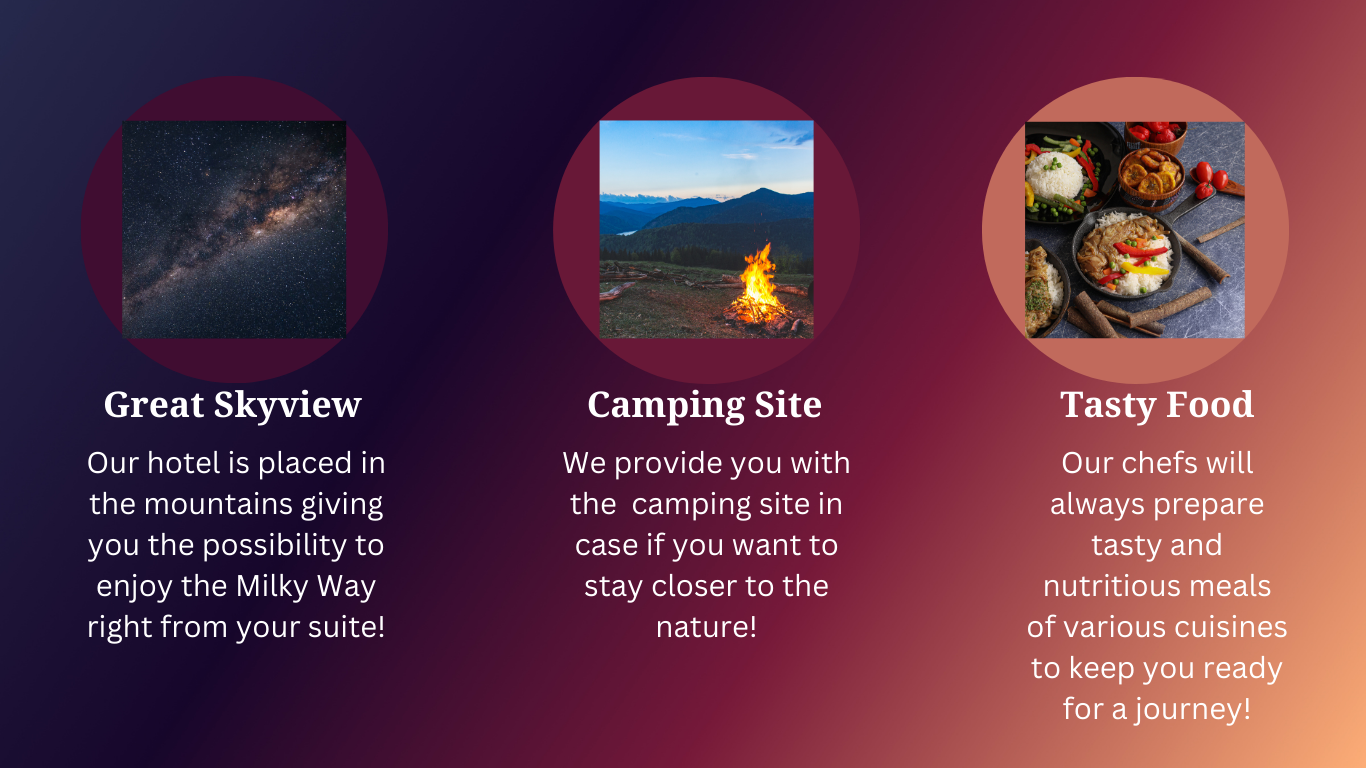 Great Skyview
Our hotel is placed in
the mountains giving
you the possibility to
enjoy the Milky Way
right from your suite!
Camping Site
We provide you with
the  camping site in
case if you want to
stay closer to the
nature!
Tasty Food
Our chefs will
always prepare
tasty and
nutritious meals
of various cuisines
to keep you ready
for a journey!